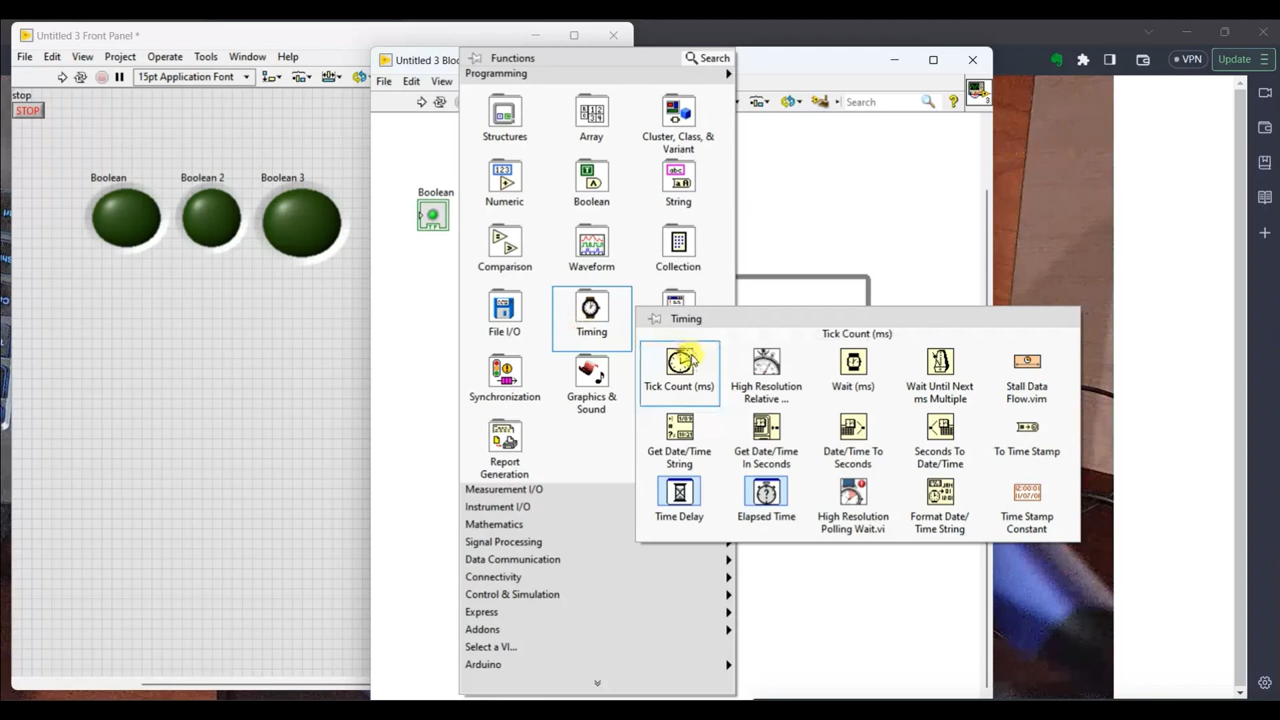 Untitled 3 Front Panel *
File Edit View Project Operate Tools Window Help
15pt Application Font
stop
STOP
Boolean Boolean 2 Boolean 3
Untitled 3 Bloc
File Edit View
Search
?
3
Boolean
TF
Functions
Search
Programming
Structures
Array
Cluster, Class, &
Variant
Numeric
Boolean
String
Comparison
Waveform
Collection
File I/O
Timing
Synchronization
Graphics &
Sound
Report
Generation
Measurement I/O
Instrument I/O
Mathematics
Signal Processing
Data Communication
Connectivity
Control & Simulation
Express
Addons
Select a VI...
Arduino
Timing
Tick Count (ms)
Tick Count (ms)
High Resolution
Relative ...
Wait (ms)
Wait Until Next
ms Multiple
Stall Data
Flow.vim
Get Date/Time
String
Get Date/Time
In Seconds
Date/Time To
Seconds
Seconds To
Date/Time
To Time Stamp
Time Delay
Elapsed Time
High Resolution
Polling Wait.vi
Format Date/
Time String
Time Stamp
Constant
VPN
Update